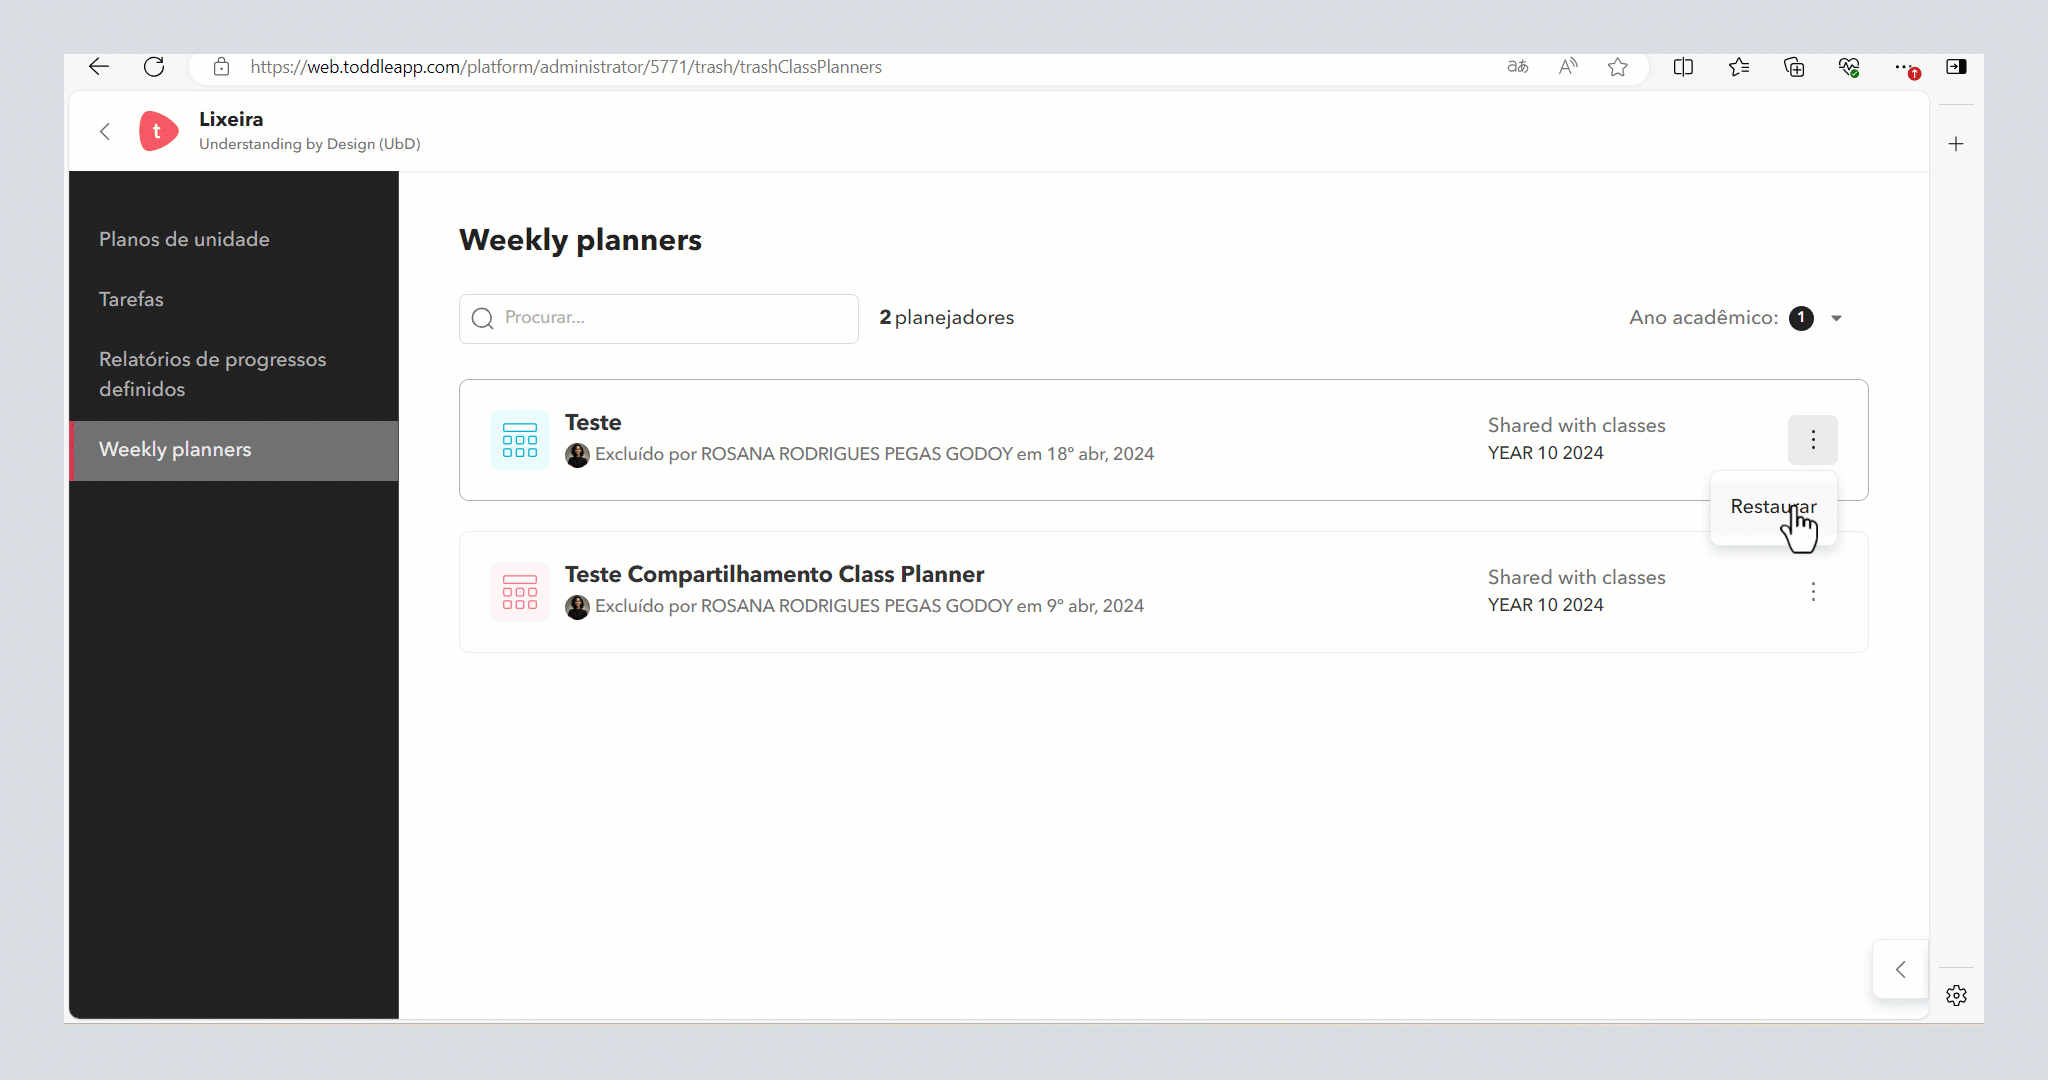 https://web.toddleapp.com/platform/administrator/5771/trash/trashClassPlanners
t
Lixeira
Understanding by Design (UbD)
Planos de unidade
Tarefas
Relatórios de progressos
definidos
Weekly planners
Weekly planners
Procurar...
2 planejadores
Ano acadêmico: 1
Teste
Excluído por ROSANA RODRIGUES PEGAS GODOY em 18° abr, 2024
Shared with classes
YEAR 10 2024
Restaurar
Teste Compartilhamento Class Planner
Excluído por ROSANA RODRIGUES PEGAS GODOY em 9° abr, 2024
Shared with classes
YEAR 10 2024